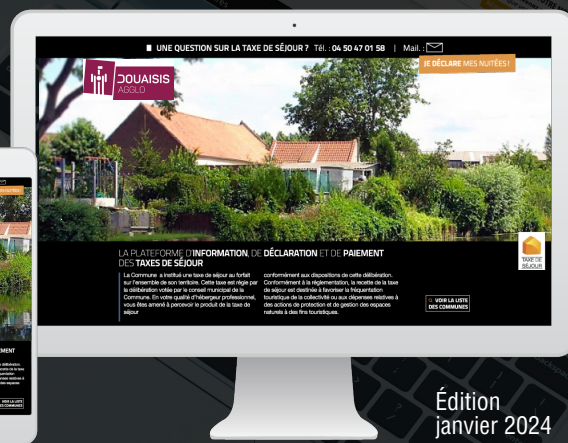 UNE QUESTION SUR LA TAXE DE SÉJOUR ? Tél. : 04 50 47 01 58 | Mail. :
JE DÉCLARE MES NUITÉES !
DOUAISIS
AGGLO
LA PLATEFORME D'INFORMATION, DE DÉCLARATION ET DE PAIEMENT
DES TAXES DE SÉJOUR
La Commune a institué une taxe de séjour au forfait
sur l'ensemble de son territoire. Cette taxe est régie par
la délibération votée par le conseil municipal de la
Commune. En votre qualité d'hébergeur professionnel,
vous êtes amené à percevoir le produit de la taxe de
séjour
conformément aux dispositions de cette délibération.
Conformément à la réglementation, la recette de la taxe
de séjour est destinée à favoriser la fréquentation
touristique de la collectivité ou aux dépenses relatives à
des actions de protection et de gestion des espaces
naturels à des fins touristiques.
TAXE DE
SÉJOUR
VOIR LA LISTE
DES COMMUNES
VOIR LA LISTE
DES COMMUNES
Édition
janvier 2024